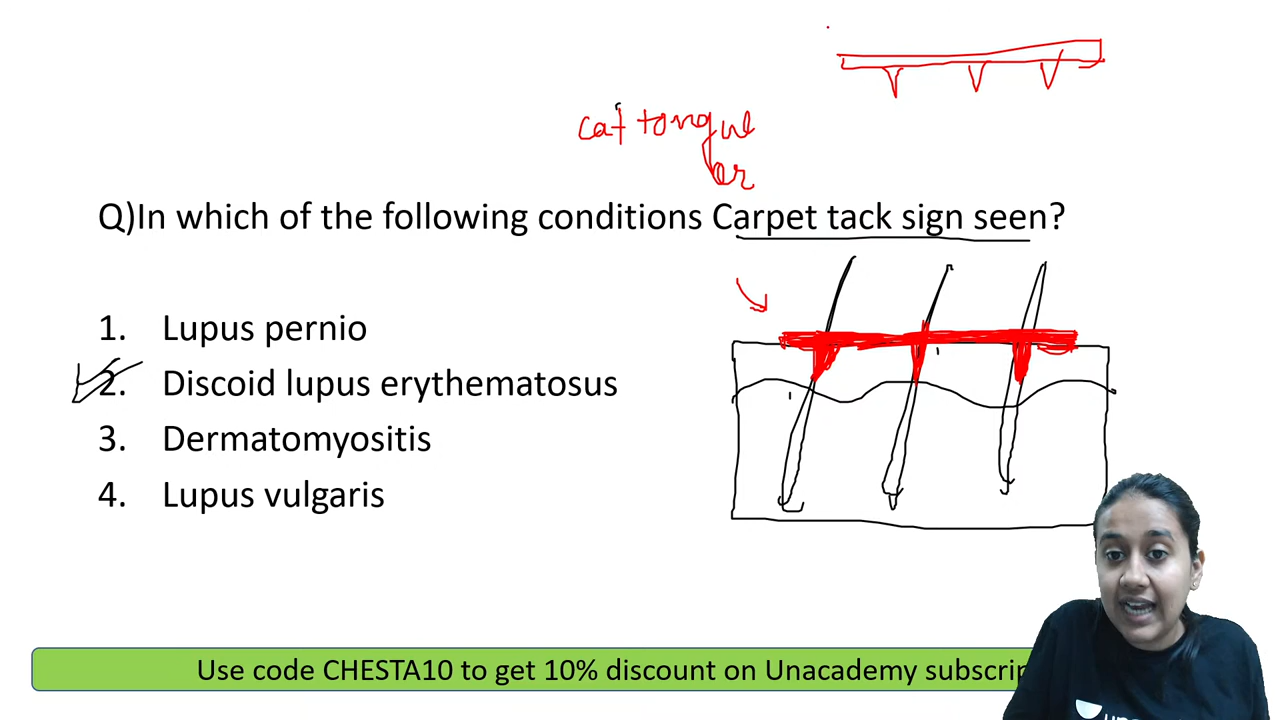 cat tongue
or
Q)In which of the following conditions Carpet tack sign seen?
1. Lupus pernio
2. Discoid lupus erythematosus
3. Dermatomyositis
4. Lupus vulgaris
Use code CHESTA10 to get 10% discount on Unacademy